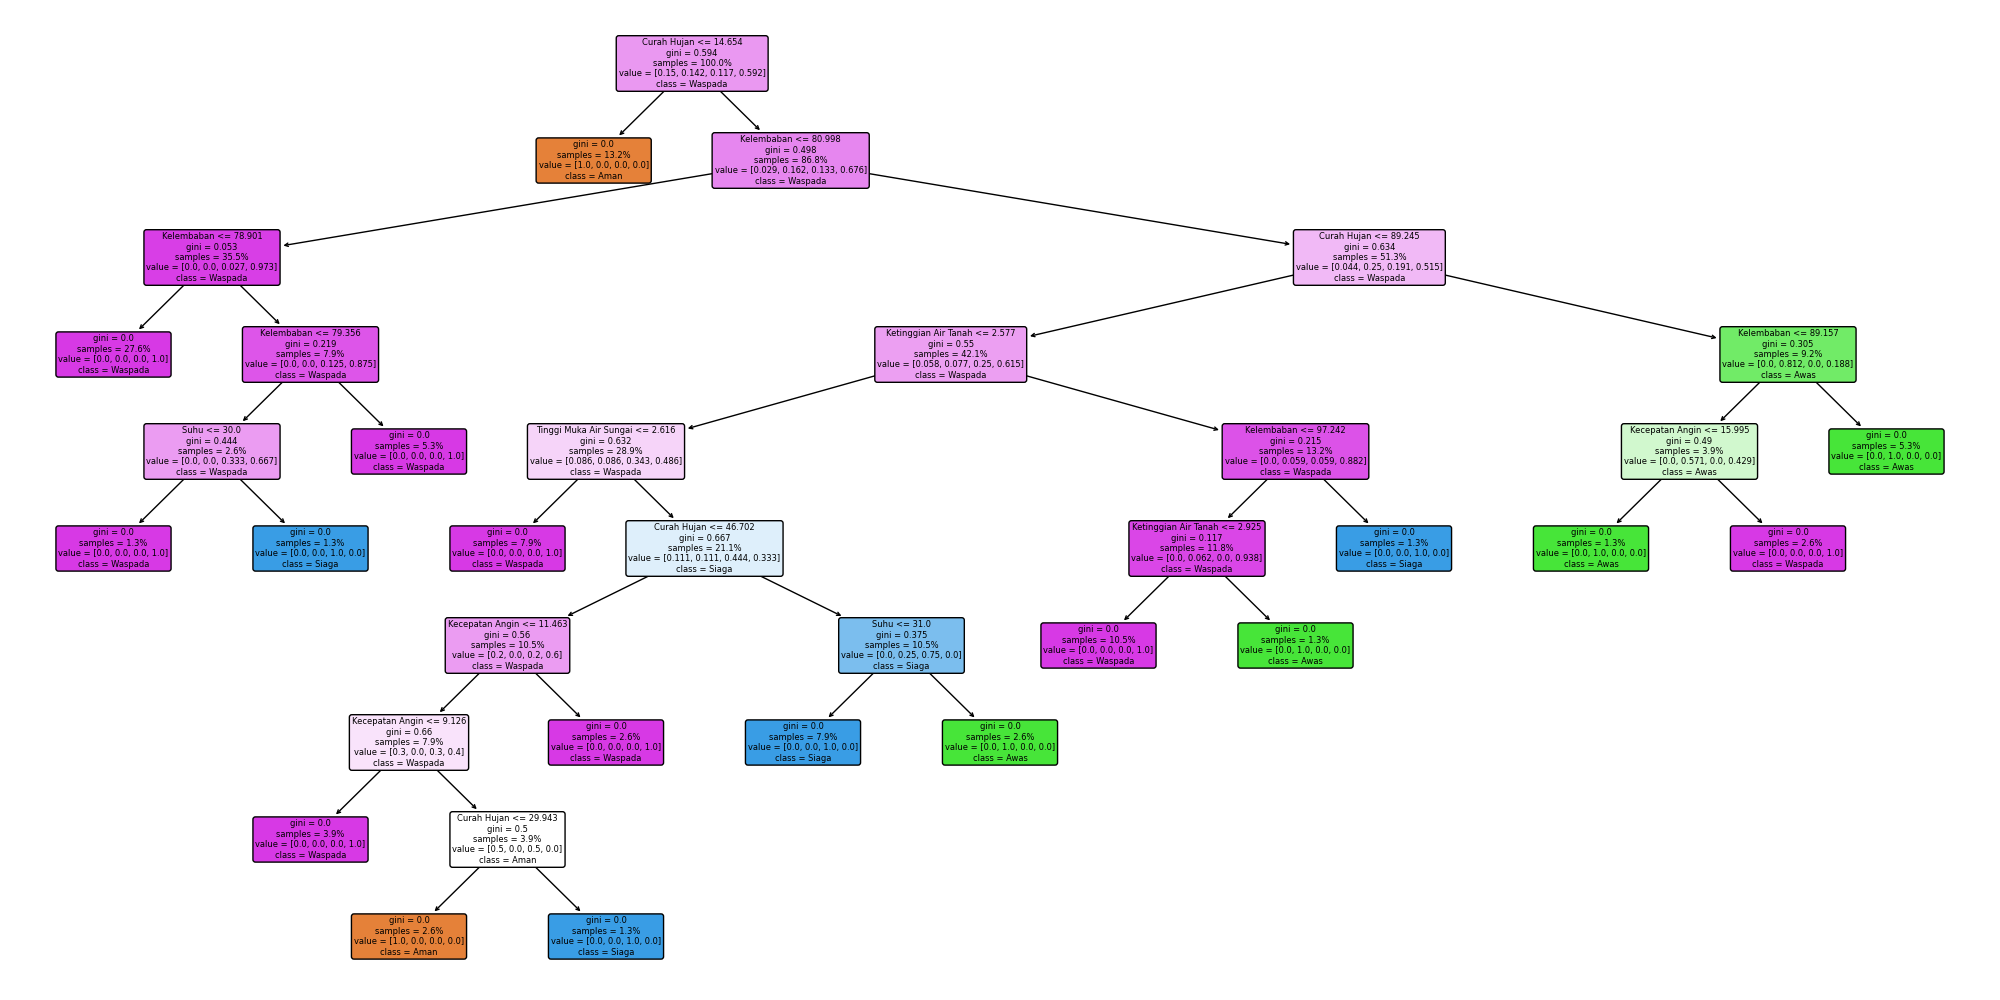 Curah Hujan <= 14.654
gini = 0.594
samples = 100.0%
value = [0.15, 0.142, 0.117, 0.592]
class = Waspada
gini = 0.0
samples = 13.2%
value = [1.0, 0.0, 0.0, 0.0]
class = Aman
Kelembaban <= 80.998
gini = 0.498
samples = 86.8%
value = [0.029, 0.162, 0.133, 0.676]
class = Waspada
Kelembaban <= 78.901
gini = 0.053
samples = 35.5%
value = [0.0, 0.0, 0.027, 0.973]
class = Waspada
Curah Hujan <= 89.245
gini = 0.634
samples = 51.3%
value = [0.044, 0.25, 0.191, 0.515]
class = Waspada
gini = 0.0
samples = 27.6%
value = [0.0, 0.0, 0.0, 1.0]
class = Waspada
Kelembaban <= 79.356
gini = 0.219
samples = 7.9%
value = [0.0, 0.0, 0.125, 0.875]
class = Waspada
Ketinggian Air Tanah <= 2.577
gini = 0.55
samples = 42.1%
value = [0.058, 0.077, 0.25, 0.615]
class = Waspada
Kelembaban <= 89.157
gini = 0.305
samples = 9.2%
value = [0.0, 0.812, 0.0, 0.188]
class = Awas
Suhu <= 30.0
gini = 0.444
samples = 2.6%
value = [0.0, 0.0, 0.333, 0.667]
class = Waspada
gini = 0.0
samples = 5.3%
value = [0.0, 0.0, 0.0, 1.0]
class = Waspada
Tinggi Muka Air Sungai <= 2.616
gini = 0.632
samples = 28.9%
value = [0.086, 0.086, 0.343, 0.486]
class = Waspada
Kelembaban <= 97.242
gini = 0.215
samples = 13.2%
value = [0.0, 0.059, 0.059, 0.882]
class = Waspada
Kecepatan Angin <= 15.995
gini = 0.49
samples = 3.9%
value = [0.0, 0.571, 0.0, 0.429]
class = Awas
gini = 0.0
samples = 5.3%
value = [0.0, 1.0, 0.0, 0.0]
class = Awas
gini = 0.0
samples = 1.3%
value = [0.0, 0.0, 0.0, 1.0]
class = Waspada
gini = 0.0
samples = 1.3%
value = [0.0, 0.0, 1.0, 0.0]
class = Siaga
gini = 0.0
samples = 7.9%
value = [0.0, 0.0, 0.0, 1.0]
class = Waspada
Curah Hujan <= 46.702
gini = 0.667
samples = 21.1%
value = [0.111, 0.111, 0.444, 0.333]
class = Siaga
Ketinggian Air Tanah <= 2.925
gini = 0.117
samples = 11.8%
value = [0.0, 0.062, 0.0, 0.938]
class = Waspada
gini = 0.0
samples = 1.3%
value = [0.0, 0.0, 1.0, 0.0]
class = Siaga
gini = 0.0
samples = 1.3%
value = [0.0, 1.0, 0.0, 0.0]
class = Awas
gini = 0.0
samples = 2.6%
value = [0.0, 0.0, 0.0, 1.0]
class = Waspada
Kecepatan Angin <= 11.463
gini = 0.56
samples = 10.5%
value = [0.2, 0.0, 0.2, 0.6]
class = Waspada
Suhu <= 31.0
gini = 0.375
samples = 10.5%
value = [0.0, 0.25, 0.75, 0.0]
class = Siaga
gini = 0.0
samples = 10.5%
value = [0.0, 0.0, 0.0, 1.0]
class = Waspada
gini = 0.0
samples = 1.3%
value = [0.0, 1.0, 0.0, 0.0]
class = Awas
Kecepatan Angin <= 9.126
gini = 0.66
samples = 7.9%
value = [0.3, 0.0, 0.3, 0.4]
class = Waspada
gini = 0.0
samples = 2.6%
value = [0.0, 0.0, 0.0, 1.0]
class = Waspada
gini = 0.0
samples = 7.9%
value = [0.0, 0.0, 1.0, 0.0]
class = Siaga
gini = 0.0
samples = 2.6%
value = [0.0, 1.0, 0.0, 0.0]
class = Awas
gini = 0.0
samples = 3.9%
value = [0.0, 0.0, 0.0, 1.0]
class = Waspada
Curah Hujan <= 29.943
gini = 0.5
samples = 3.9%
value = [0.5, 0.0, 0.5, 0.0]
class = Aman
gini = 0.0
samples = 2.6%
value = [1.0, 0.0, 0.0, 0.0]
class = Aman
gini = 0.0
samples = 1.3%
value = [0.0, 0.0, 1.0, 0.0]
class = Siaga